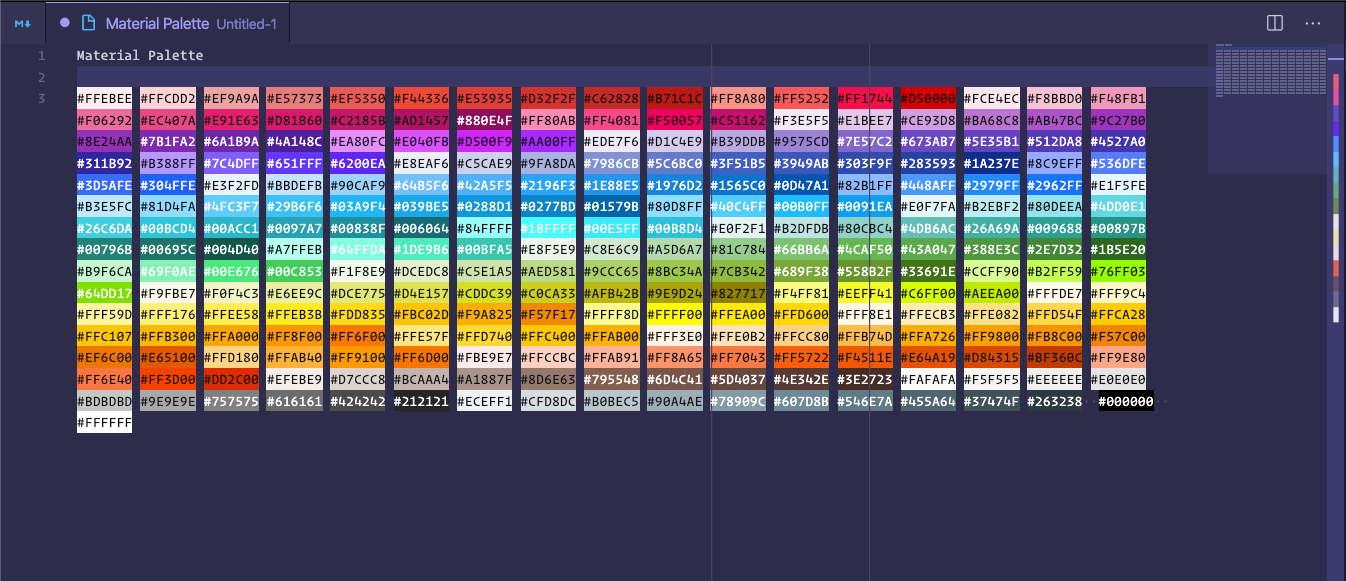 M↓ Material Palette Untitled-1 ...
1 Material Palette
2
3 #FFEBEE #FFCDD2 #EF9A9A #E57373 #EF5350 #F44336 #E53935 #D32F2F #C62828 #B71C1C #FF8A80 #FF5252 #FF1744 #D50000 #FCE4EC #F8BBD0 #F48FB1
#F06292 #EC407A #E91E63 #D81B60 #C2185B #AD1457 #880E4F #FF80AB #FF4081 #F50057 #C51162 #F3E5F5 #E1BEE7 #CE93D8 #BA68C8 #AB47BC #9C27B0
#8E24AA #7B1FA2 #6A1B9A #4A148C #EA80FC #E040FB #D500F9 #AA00FF #EDE7F6 #D1C4E9 #B39DDB #9575CD #7E57C2 #673AB7 #5E35B1 #512DA8 #4527A0
#311B92 #B388FF #7C4DFF #651FFF #6200EA #E8EAF6 #C5CAE9 #9FA8DA #7986CB #5C6BC0 #3F51B5 #3949AB #303F9F #283593 #1A237E #8C9EFF #536DFE
#3D5AFE #304FFE #E3F2FD #BBDEFB #90CAF9 #64B5F6 #42A5F5 #2196F3 #1E88E5 #1976D2 #1565C0 #0D47A1 #82B1FF #448AFF #2979FF #2962FF #E1F5FE
#B3E5FC #81D4FA #4FC3F7 #29B6F6 #03A9F4 #039BE5 #0288D1 #0277BD #01579B #80D8FF #40C4FF #00B0FF #0091EA #E0F7FA #B2EBF2 #80DEEA #4DD0E1
#26C6DA #00BCD4 #00ACC1 #0097A7 #00838F #006064 #84FFFF #18FFFF #00E5FF #00B8D4 #E0F2F1 #B2DFDB #80CBC4 #4DB6AC #26A69A #009688 #00897B
#00796B #00695C #004D40 #A7FFEB #64FFDA #1DE9B6 #00BFA5 #E8F5E9 #C8E6C9 #A5D6A7 #81C784 #66BB6A #4CAF50 #43A047 #388E3C #2E7D32 #1B5E20
#B9F6CA #69F0AE #00E676 #00C853 #F1F8E9 #DCEDC8 #C5E1A5 #AED581 #9CCC65 #8BC34A #7CB342 #689F38 #558B2F #33691E #CCFF90 #B2FF59 #76FF03
#64DD17 #F9FBE7 #F0F4C3 #E6EE9C #DCE775 #D4E157 #CDDC39 #C0CA33 #AFB42B #9E9D24 #827717 #F4FF81 #EEFF41 #C6FF00 #AEEA00 #FFFDE7 #FFF9C4
#FFF59D #FFF176 #FFEE58 #FFEB3B #FDD835 #FBC02D #F9A825 #F57F17 #FFFF8D #FFFF00 #FFEA00 #FFD600 #FFF8E1 #FFECB3 #FFE082 #FFD54F #FFCA28
#FFC107 #FFB300 #FFA000 #FF8F00 #FF6F00 #FFE57F #FFD740 #FFC400 #FFAB00 #FFF3E0 #FFE0B2 #FFCC80 #FFB74D #FFA726 #FF9800 #FB8C00 #F57C00
#EF6C00 #E65100 #FFD180 #FFAB40 #FF9100 #FF6D00 #FBE9E7 #FFCCBC #FFAB91 #FF8A65 #FF7043 #FF5722 #F4511E #E64A19 #D84315 #BF360C #FF9E80
#FF6E40 #FF3D00 #DD2C00 #EFEBE9 #D7CCC8 #BCAAA4 #A1887F #8D6E63 #795548 #6D4C41 #5D4037 #4E342E #3E2723 #FAFAFA #F5F5F5 #EEEEEE #E0E0E0
#BDBDBD #9E9E9E #757575 #616161 #424242 #212121 #ECEFF1 #CFD8DC #B0BEC5 #90A4AE #78909C #607D8B #546E7A #455A64 #37474F #263238 #000000
#FFFFFF